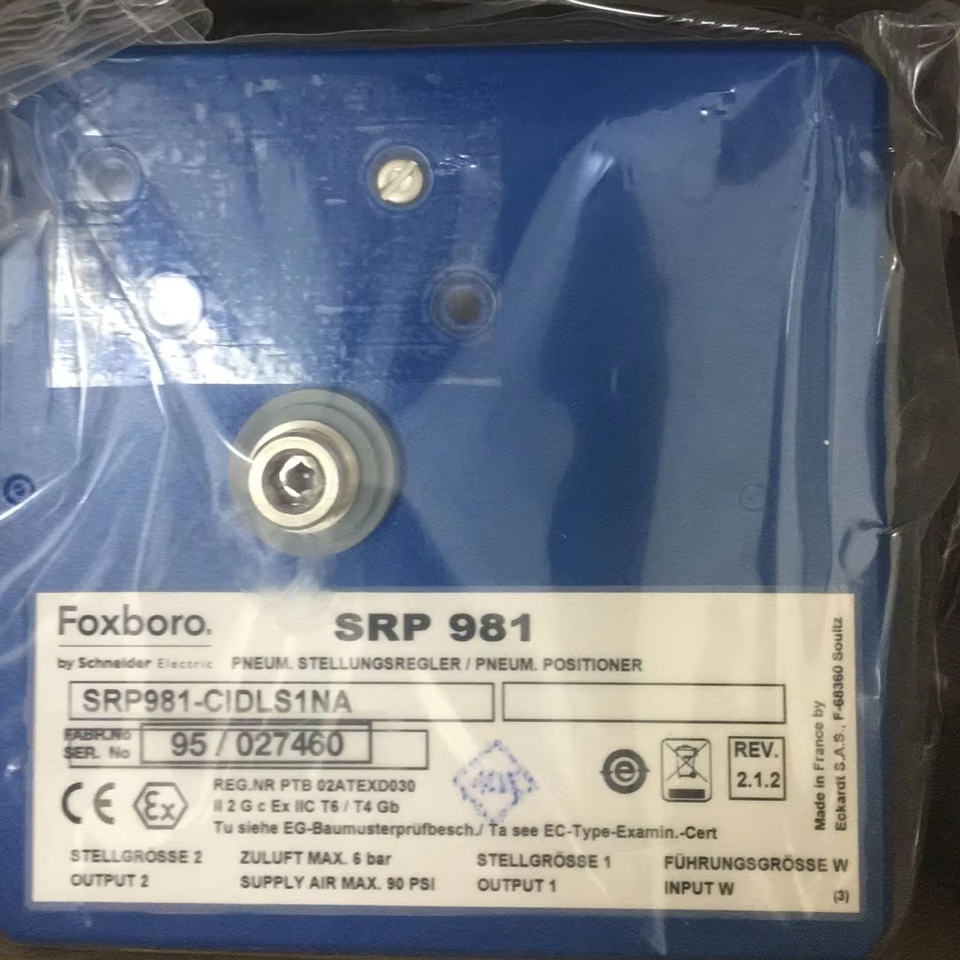 Foxboro.
SRP 981
by Schneider Electric
PNEUM. STELLUNGSREGLER / PNEUM. POSITIONER
SRP981-CIDLS1NA
FABR.No
SER. No
95 / 027460
REG.NR PTB 02ATEXD030
II 2 G c Ex IIC T6 / T4 Gb
Tu siehe EG-Baumusterprüfbesch./ Ta see EC-Type-Examin.-Cert
CE
Ex
REV.
2.1.2
STELLGRÖSSE 2
OUTPUT 2
ZULUFT MAX. 6 bar
SUPPLY AIR MAX. 90 PSI
STELLGRÖSSE 1
OUTPUT 1
FÜHRUNGSGRÖSSE W
INPUT W
(3)
Made in France by
Eckardt S.A.S., F-68360 Soultz